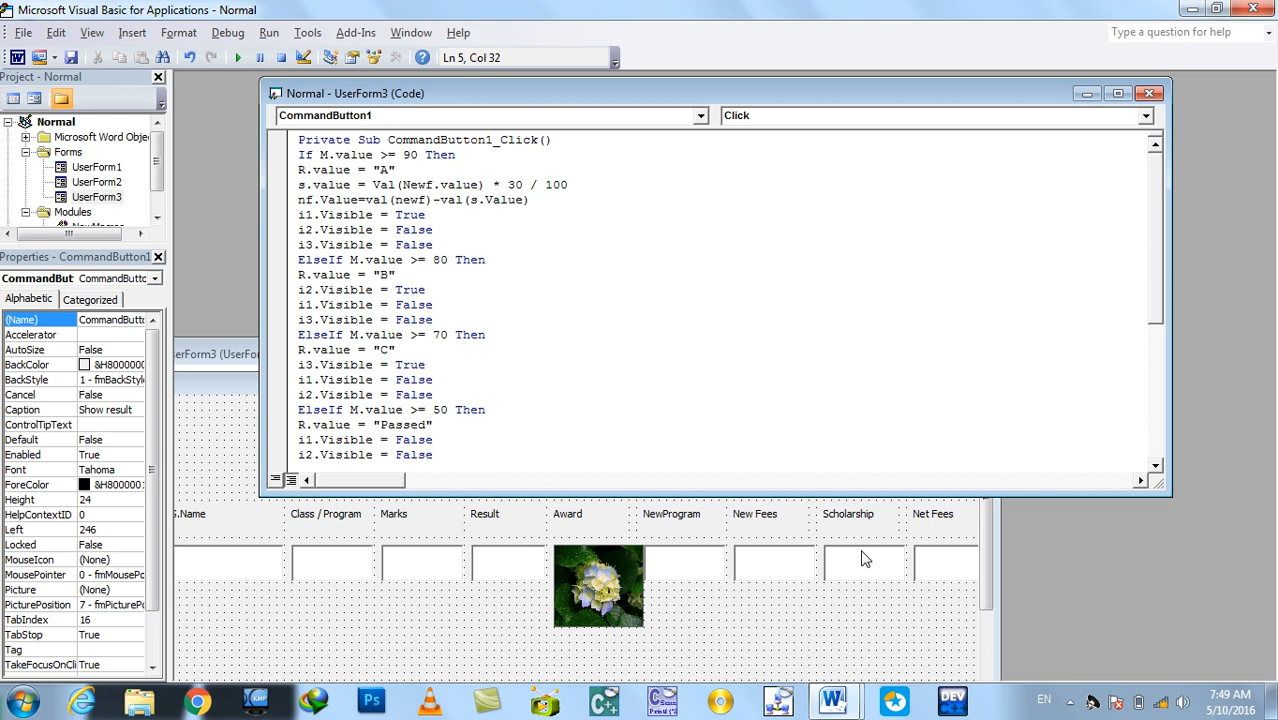 Microsoft Visual Basic for Applications - Normal
File Edit View Insert Format Debug Run Tools Add-Ins Window Help
Type a question for help
Ln 5, Col 32
Project - Normal
Normal
Microsoft Word Obje
Forms
UserForm1
UserForm2
UserForm3
Modules
Properties - CommandButton1
CommandBut CommandButto
Alphabetic Categorized
(Name) CommandButto
Accelerator
AutoSize False
BackColor &H8000000
BackStyle 1 - fmBackStyl
Cancel False
Caption Show result
ControlTipText
Default False
Enabled True
Font Tahoma
ForeColor &H8000001
Height 24
HelpContextID 0
Left 246
Locked False
MouseIcon (None)
MousePointer 0 - fmMousePo
Picture (None)
PicturePosition 7 - fmPicturePo
TabIndex 16
TabStop True
Tag
TakeFocusOnCli True
Normal - UserForm3 (Code)
CommandButton1 Click
Private Sub CommandButton1_Click()
If M.value >= 90 Then
R.value = "A"
s.value = Val(Newf.value) * 30 / 100
nf.Value=val(newf)-val(s.Value)
i1.Visible = True
i2.Visible = False
i3.Visible = False
ElseIf M.value >= 80 Then
R.value = "B"
i2.Visible = True
i1.Visible = False
i3.Visible = False
ElseIf M.value >= 70 Then
R.value = "C"
i3.Visible = True
i1.Visible = False
i2.Visible = False
ElseIf M.value >= 50 Then
R.value = "Passed"
i1.Visible = False
i2.Visible = False
erForm3 (UserFor
S.Name Class / Program Marks Result Award NewProgram New Fees Scholarship Net Fees
EN
7:49 AM
5/10/2016